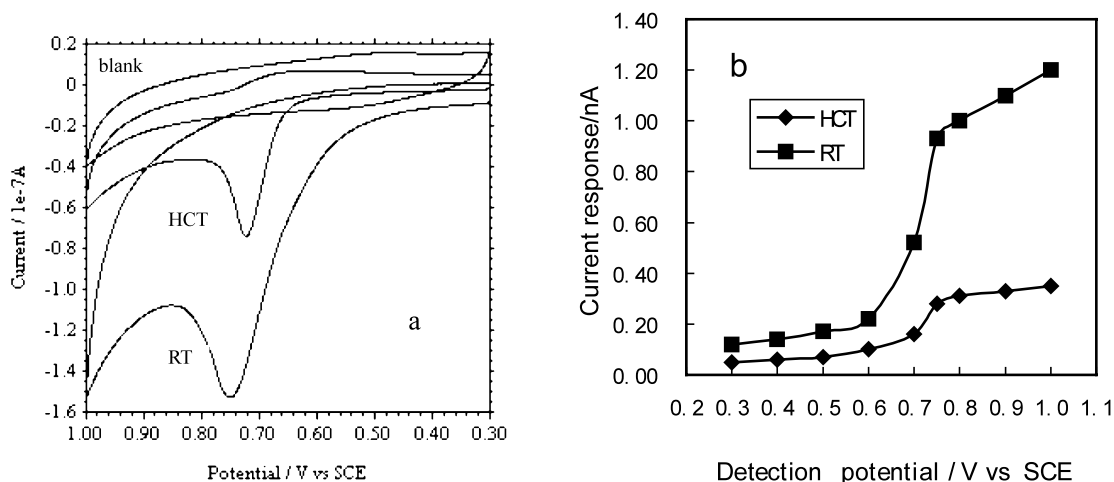 0.2
0
-0.2
-0.4
-0.6
-0.8
-1.0
-1.2
-1.4
-1.6
Current / 1e-7A
blank
HCT
RT
a
1.00 0.90 0.80 0.70 0.60 0.50 0.40 0.30
Potential / V vs SCE
1.40
1.20
1.00
0.80
0.60
0.40
0.20
0.00
Current response/nA
b
HCT
RT
0.2 0.3 0.4 0.5 0.6 0.7 0.8 0.9 1.0 1.1
Detection potential / V vs SCE